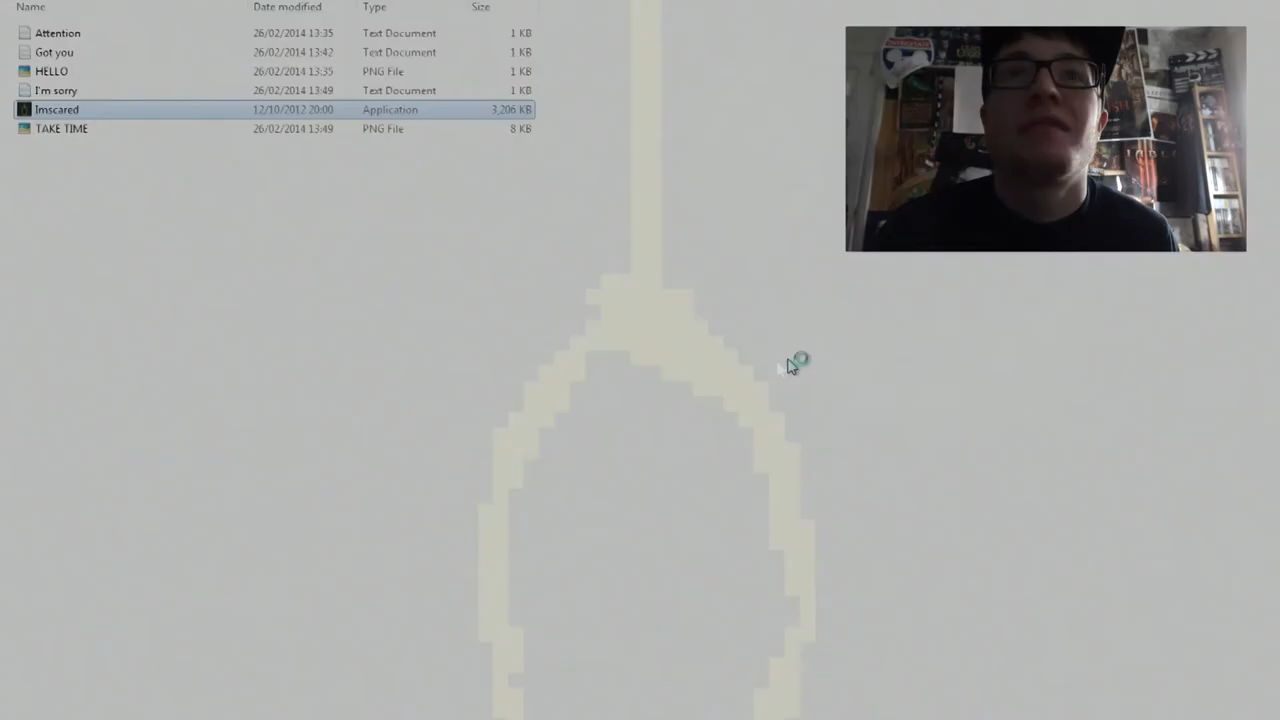 Name Date modified Type Size
Attention 26/02/2014 13:35 Text Document 1 KB
Got you 26/02/2014 13:42 Text Document 1 KB
HELLO 26/02/2014 13:35 PNG File 1 KB
I'm sorry 26/02/2014 13:49 Text Document 1 KB
Imscared 12/10/2012 20:00 Application 3,206 KB
TAKE TIME 26/02/2014 13:49 PNG File 8 KB